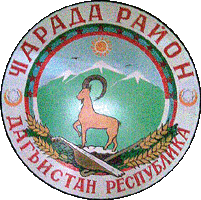 ЧАРАДА РАЙОН
ДАГЪИСТАН РЕСПУБЛИКА